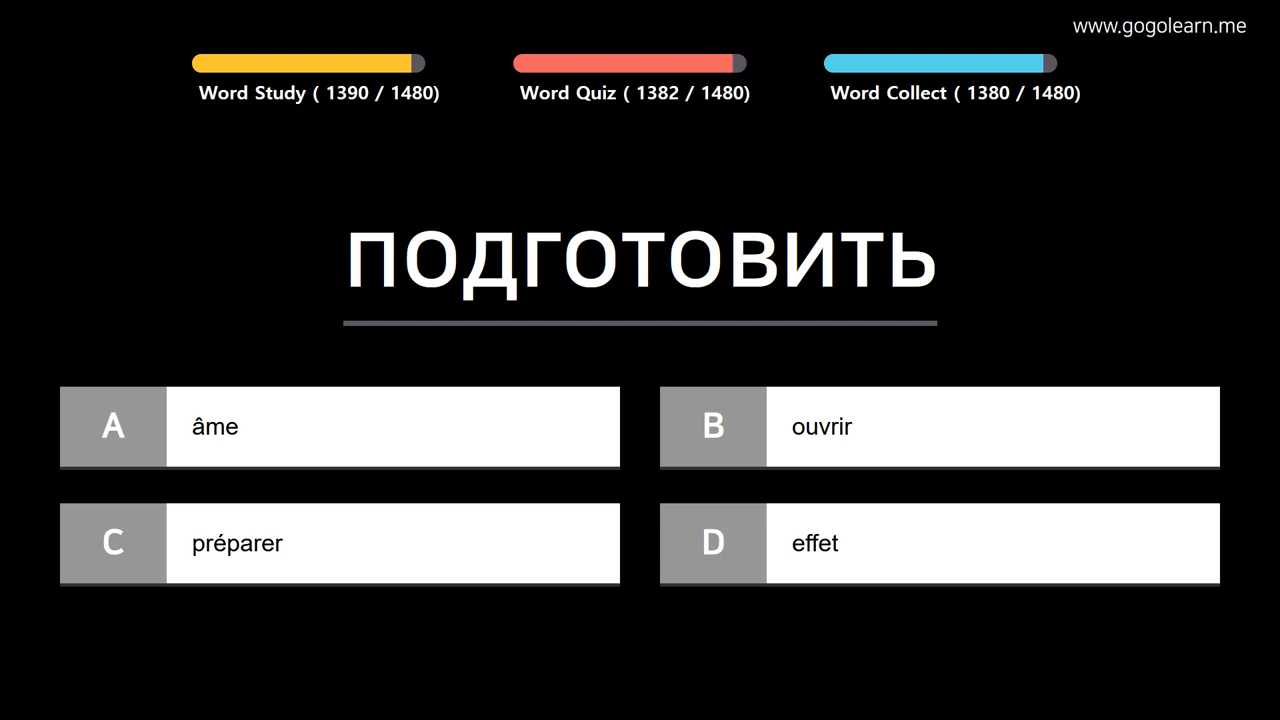 www.gogolearn.me
Word Study ( 1390 / 1480)
Word Quiz ( 1382 / 1480)
Word Collect ( 1380 / 1480)
подготовить
A âme
B ouvrir
C préparer
D effet